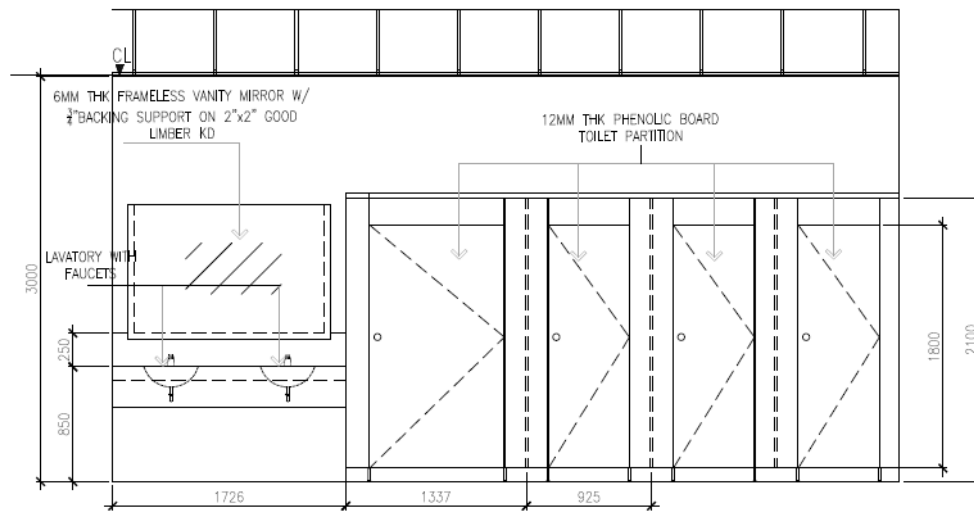 CL
6MM THK FRAMELESS VANITY MIRROR W/
3/4"BACKING SUPPORT ON 2"x2" GOOD
LIMBER KD
12MM THK PHENOLIC BOARD
TOILET PARTITION
LAVATORY WITH
FAUCETS
3000
250
850
1800
2100
1726
1337
925